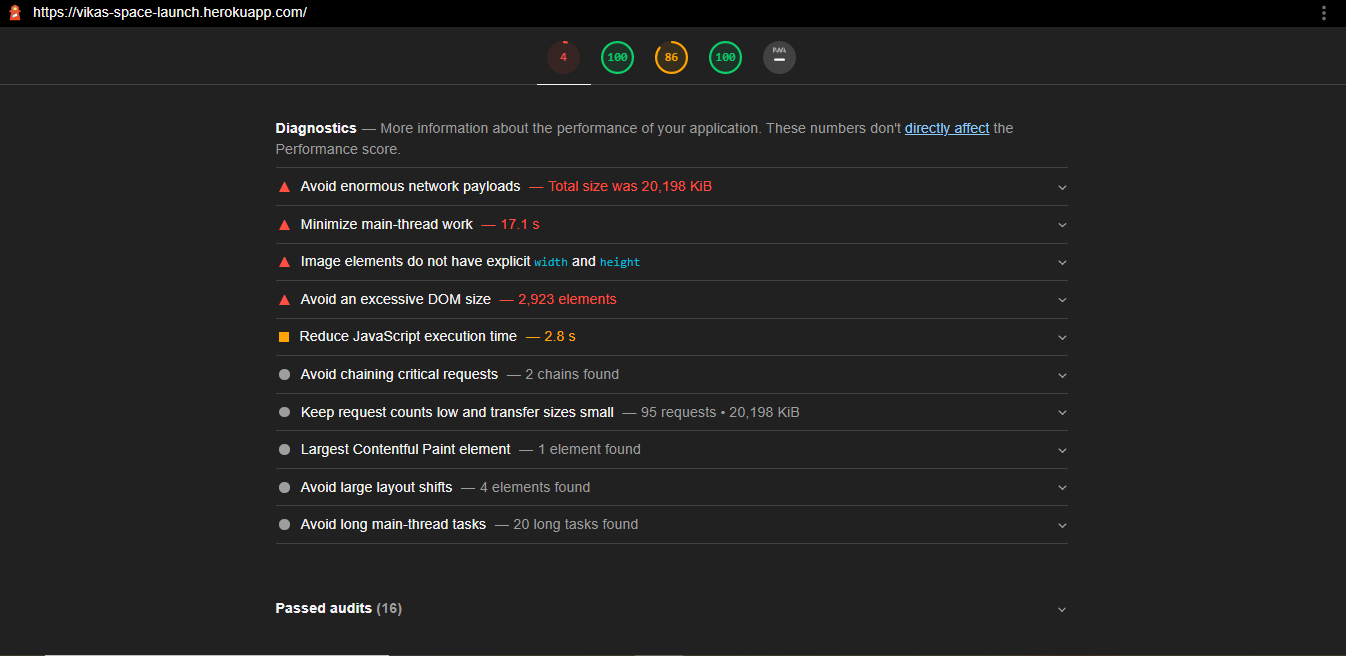 https://vikas-space-launch.herokuapp.com/
4 100 86 100 PWA
Diagnostics — More information about the performance of your application. These numbers don't directly affect the
Performance score.
Avoid enormous network payloads — Total size was 20,198 KiB
Minimize main-thread work — 17.1 s
Image elements do not have explicit width and height
Avoid an excessive DOM size — 2,923 elements
Reduce JavaScript execution time — 2.8 s
Avoid chaining critical requests — 2 chains found
Keep request counts low and transfer sizes small — 95 requests • 20,198 KiB
Largest Contentful Paint element — 1 element found
Avoid large layout shifts — 4 elements found
Avoid long main-thread tasks — 20 long tasks found
Passed audits (16)